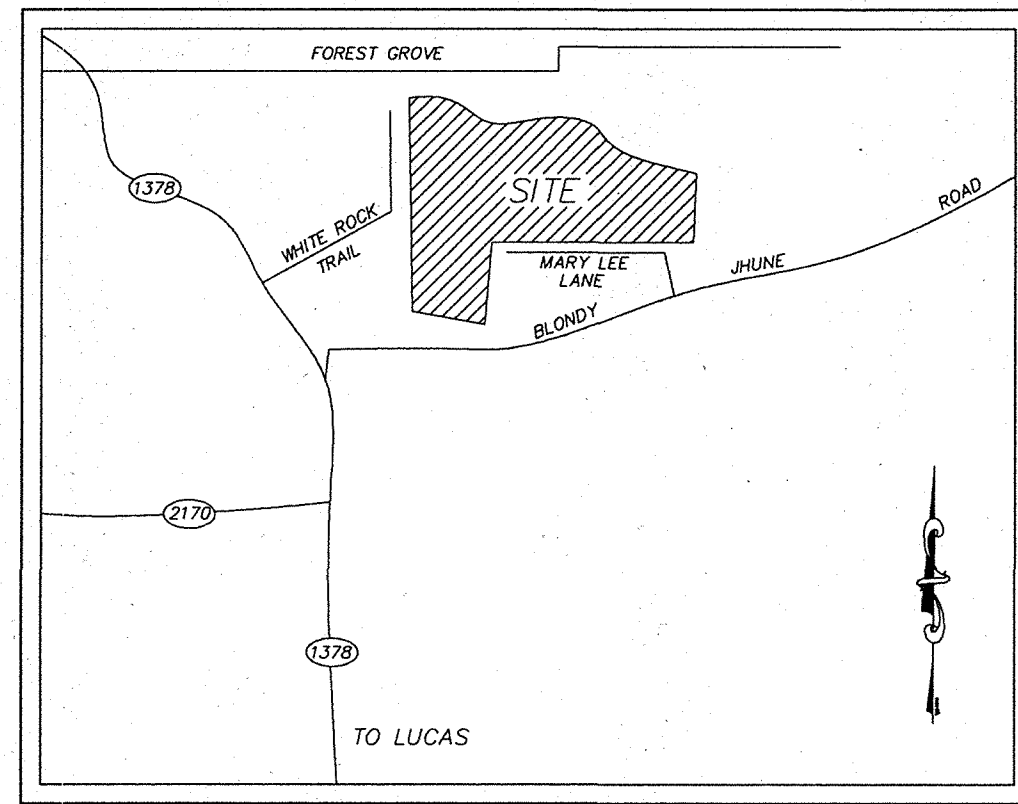 FOREST GROVE
1378
WHITE ROCK
TRAIL
SITE
MARY LEE
LANE
BLONDY
JHUNE
ROAD
2170
1378
TO LUCAS